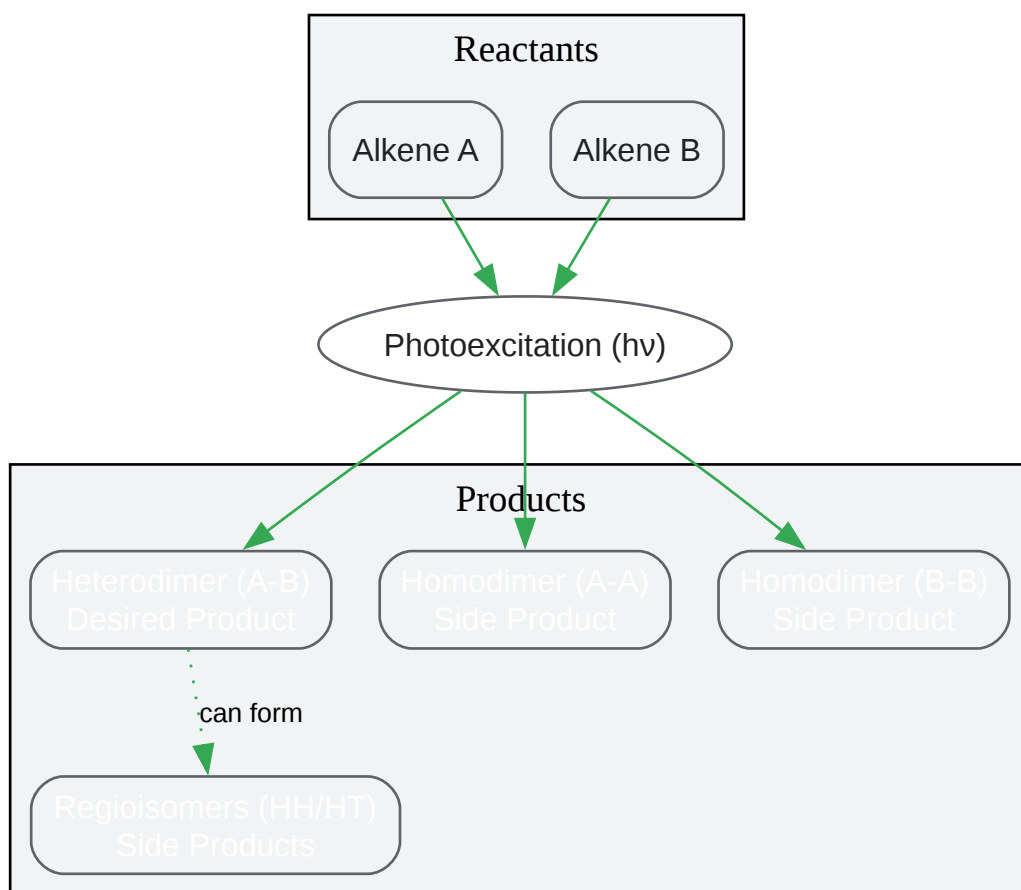 Reactants
Alkene A
Alkene B
Photoexcitation (hν)
Products
Heterodimer (A-B)
Desired Product
Homodimer (A-A)
Side Product
Homodimer (B-B)
Side Product
can form
Regioisomers (HH/HT)
Side Products